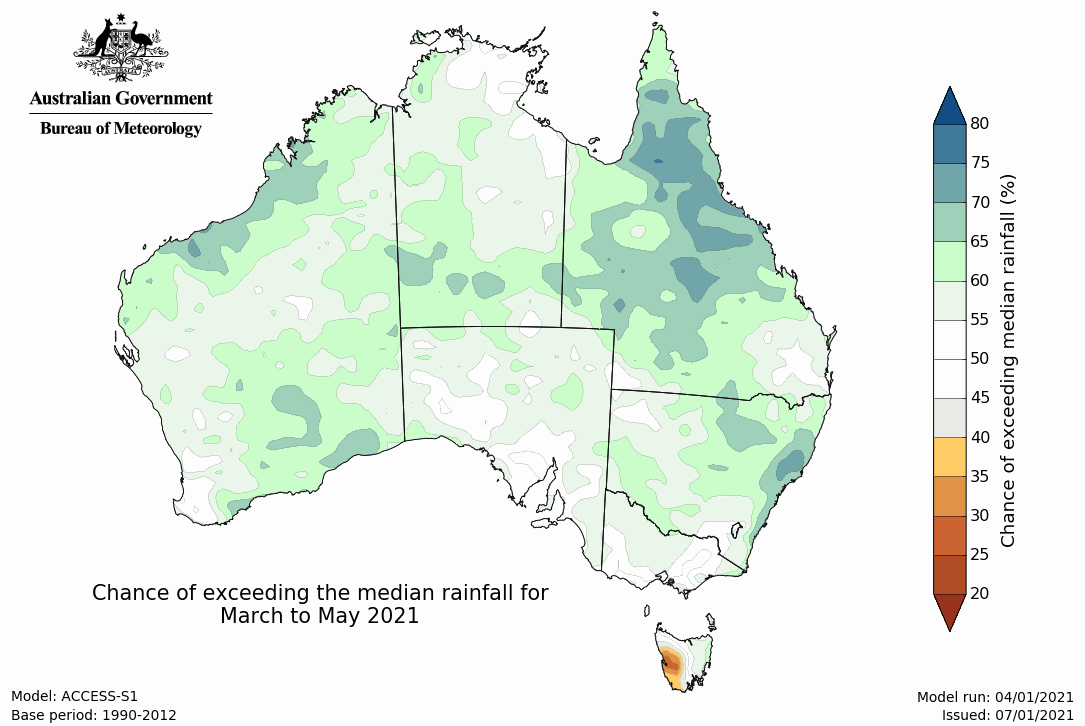 Australian Government
Bureau of Meteorology
80
75
70
65
60
55
50
45
40
35
30
25
20
Chance of exceeding median rainfall (%)
Chance of exceeding the median rainfall for
March to May 2021
Model: ACCESS-S1
Base period: 1990-2012
Model run: 04/01/2021
Issued: 07/01/2021